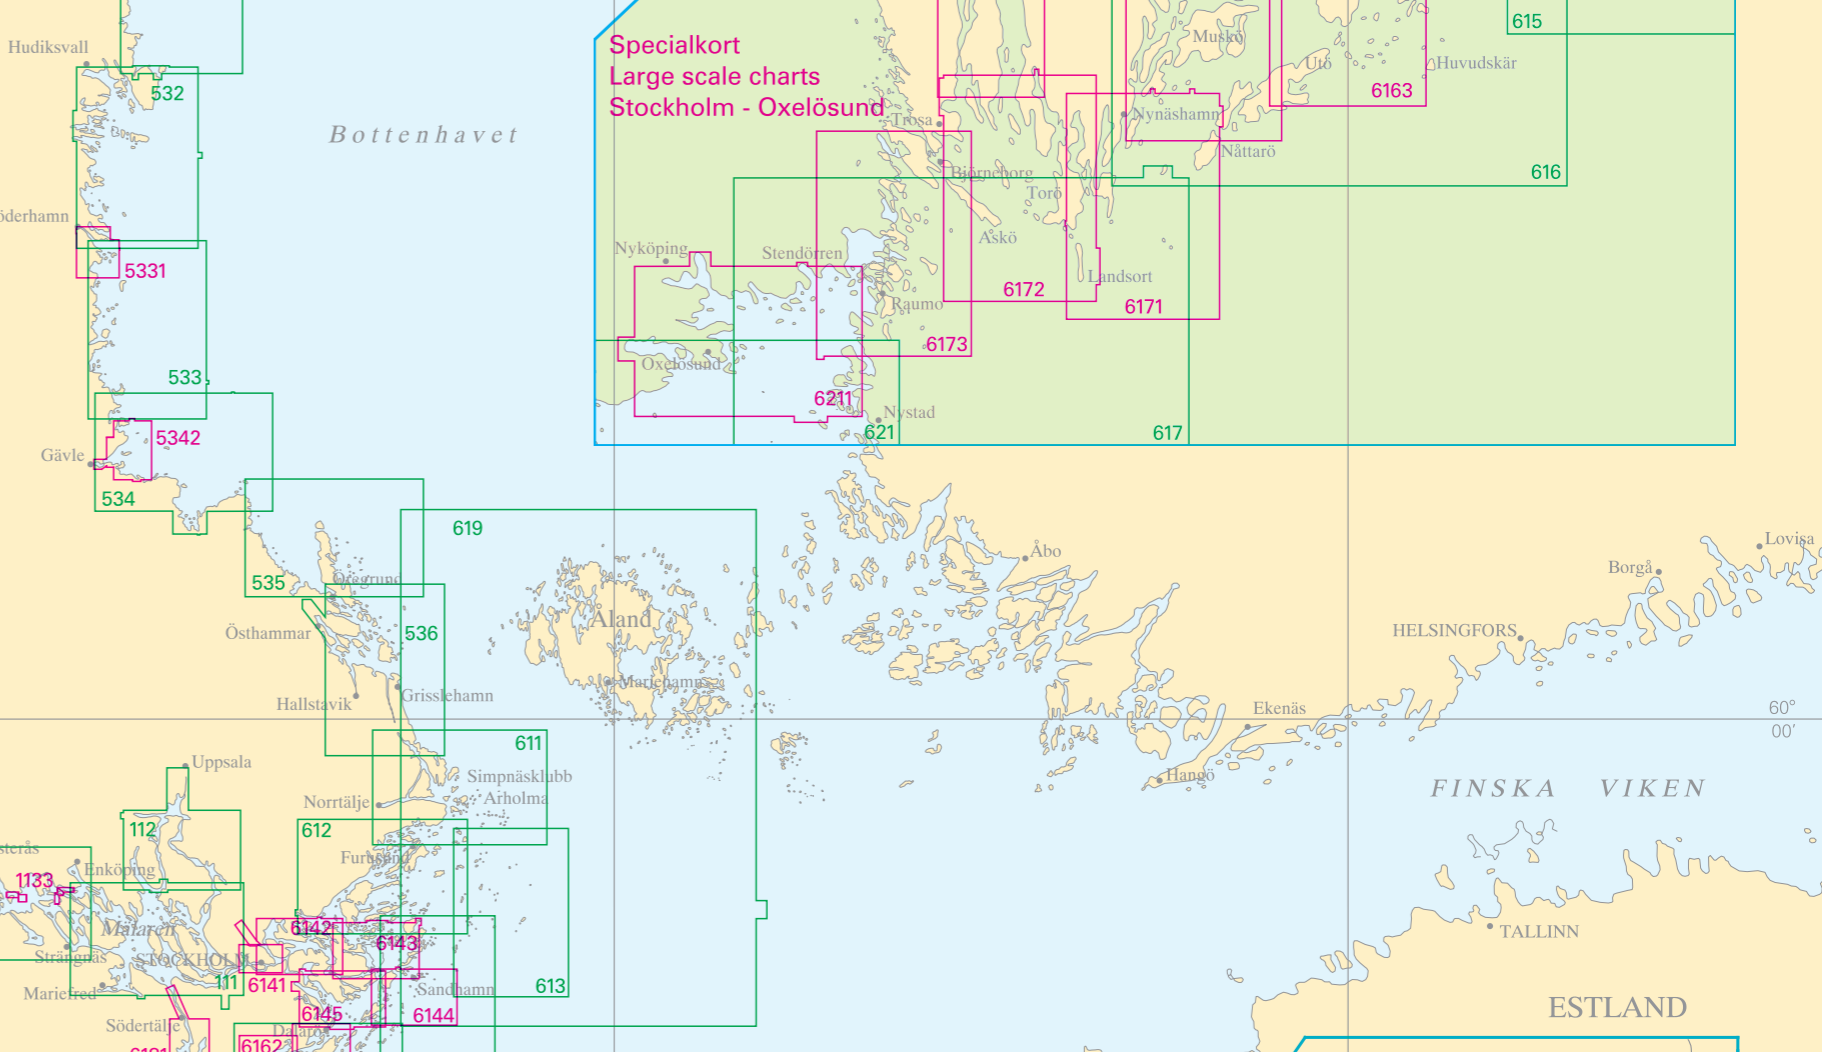 Hudiksvall
532
Bottenhavet
Specialkort
Large scale charts
Stockholm - Oxelösund
Muskö
Utö
Huvudskär
615
6163
Trosa
Nynäshamn
Nåttarö
616
Björneborg
Torö
Askö
Landsort
6172
6171
öderhamn
5331
Nyköping
Stendörren
Raumo
6173
Oxelösund
6211
Nystad
621
617
533
5342
Gävle
534
535
619
Öregrund
Östhammar
536
Åland
Mariehamn
Hallstavik
Grisslehamn
Åbo
Lovisa
Borgå
HELSINGFORS
Ekenäs
Hangö
60°
00'
FINSKA VIKEN
611
Simpnäsklubb
Arholma
Uppsala
Norrtälje
112
612
Furusund
sterås
Enköping
1133
Mälaren
Strängnäs
STOCKHOLM
6142
6143
6141
111
Mariefred
Sandhamn
613
6145
6144
Södertälje
Dalarö
6162
TALLINN
ESTLAND